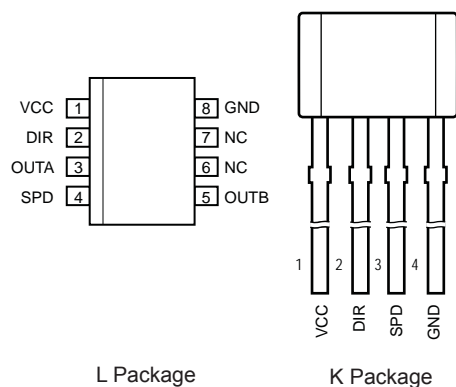 VCC 1 8 GND
DIR 2 7 NC
OUTA 3 6 NC
SPD 4 5 OUTB
L Package
1 2 3 4
VCC DIR SPD GND
K Package